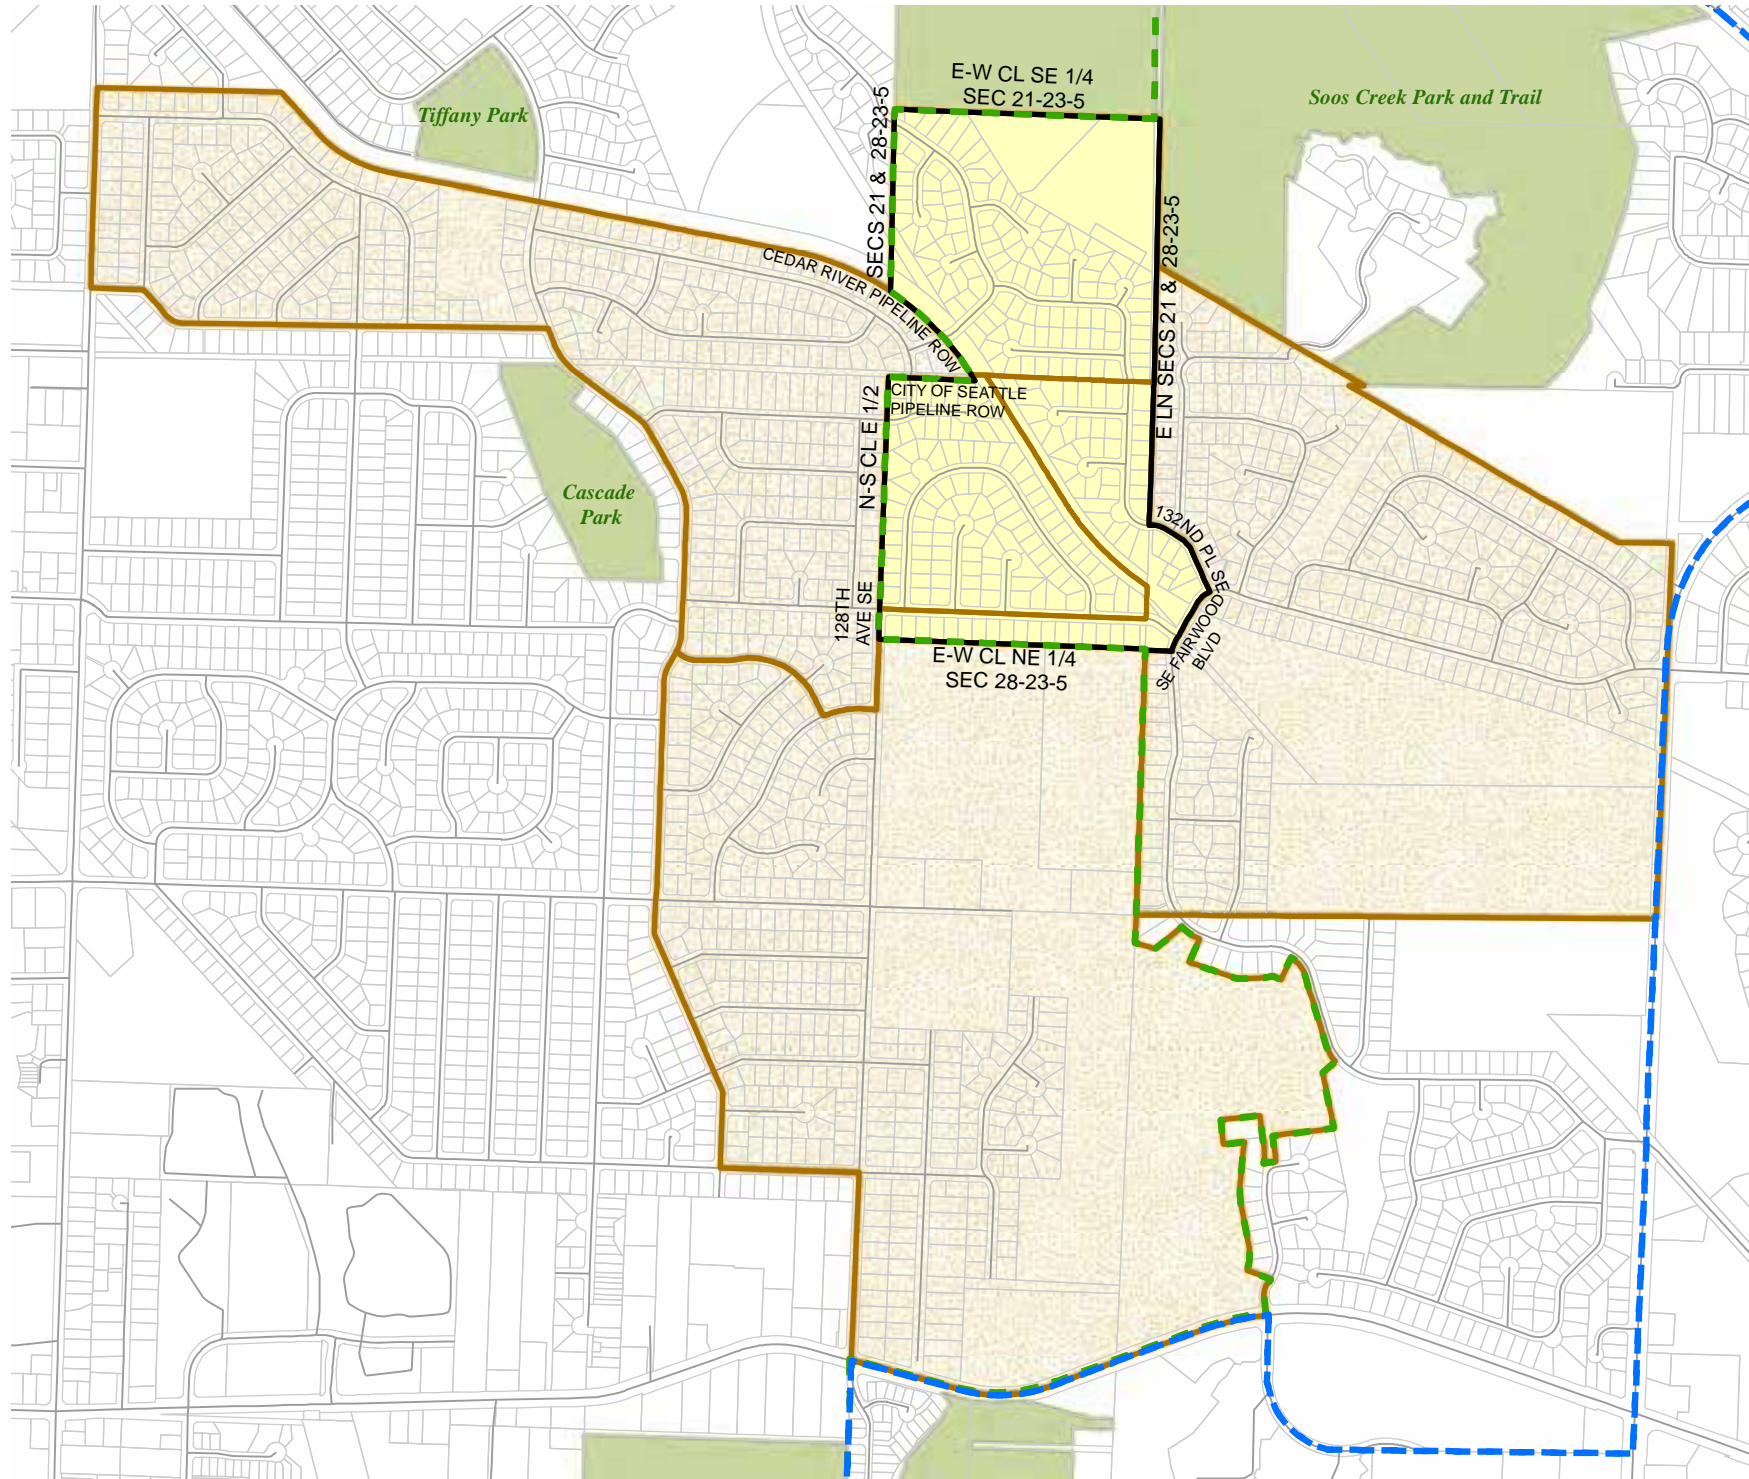 E-W CL SE 1/4
SEC 21-23-5
Soos Creek Park and Trail
Tiffany Park
SECS 21 & 28-23-5
E LN SECS 21 & 28-23-5
CEDAR RIVER PIPELINE ROW
CITY OF SEATTLE
PIPELINE ROW
N-S CL E 1/2
Cascade
Park
132ND PL SE
128TH
AVE SE
SE FAIRWOOD
BLVD
E-W CL NE 1/4
SEC 28-23-5